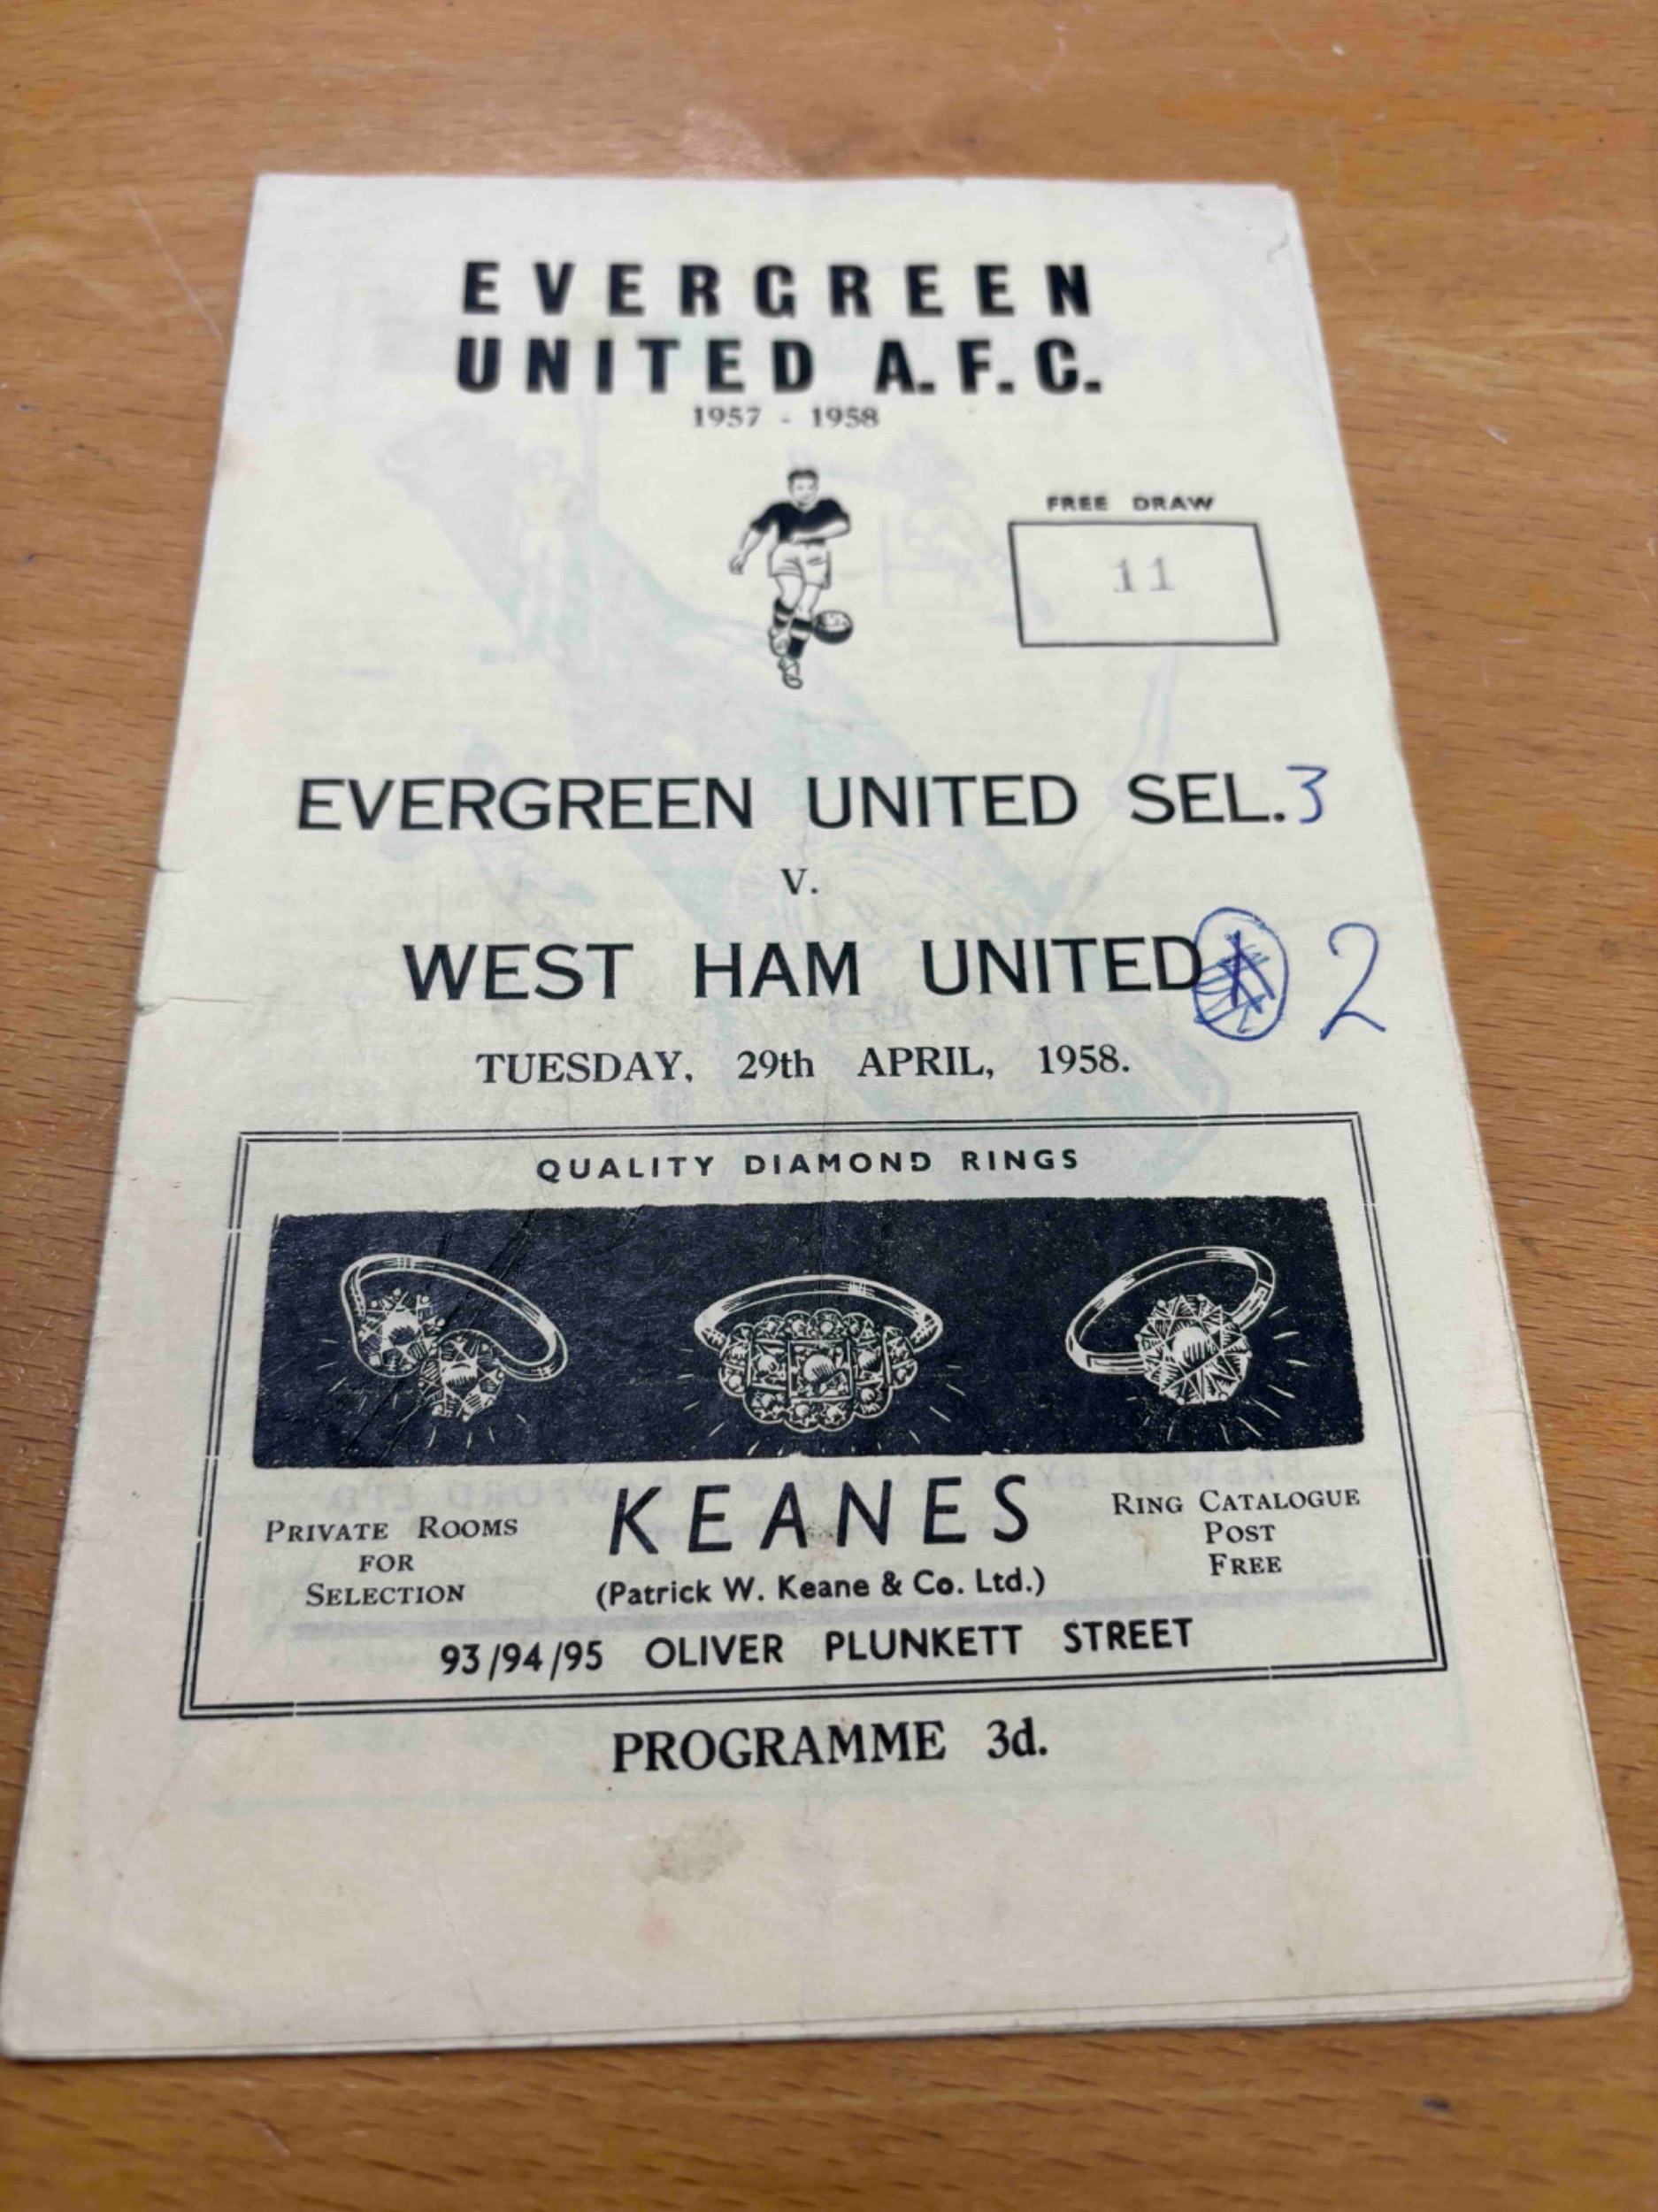 EVERGREEN
UNITED A.F.C.
1957 - 1958
FREE DRAW
11
EVERGREEN UNITED SEL. 3
V.
WEST HAM UNITED 2
TUESDAY, 29th APRIL, 1958.
QUALITY DIAMOND RINGS
KEANES
PRIVATE ROOMS
FOR
SELECTION
RING CATALOGUE
POST
FREE
(Patrick W. Keane & Co. Ltd.)
93/94/95 OLIVER PLUNKETT STREET
PROGRAMME 3d.